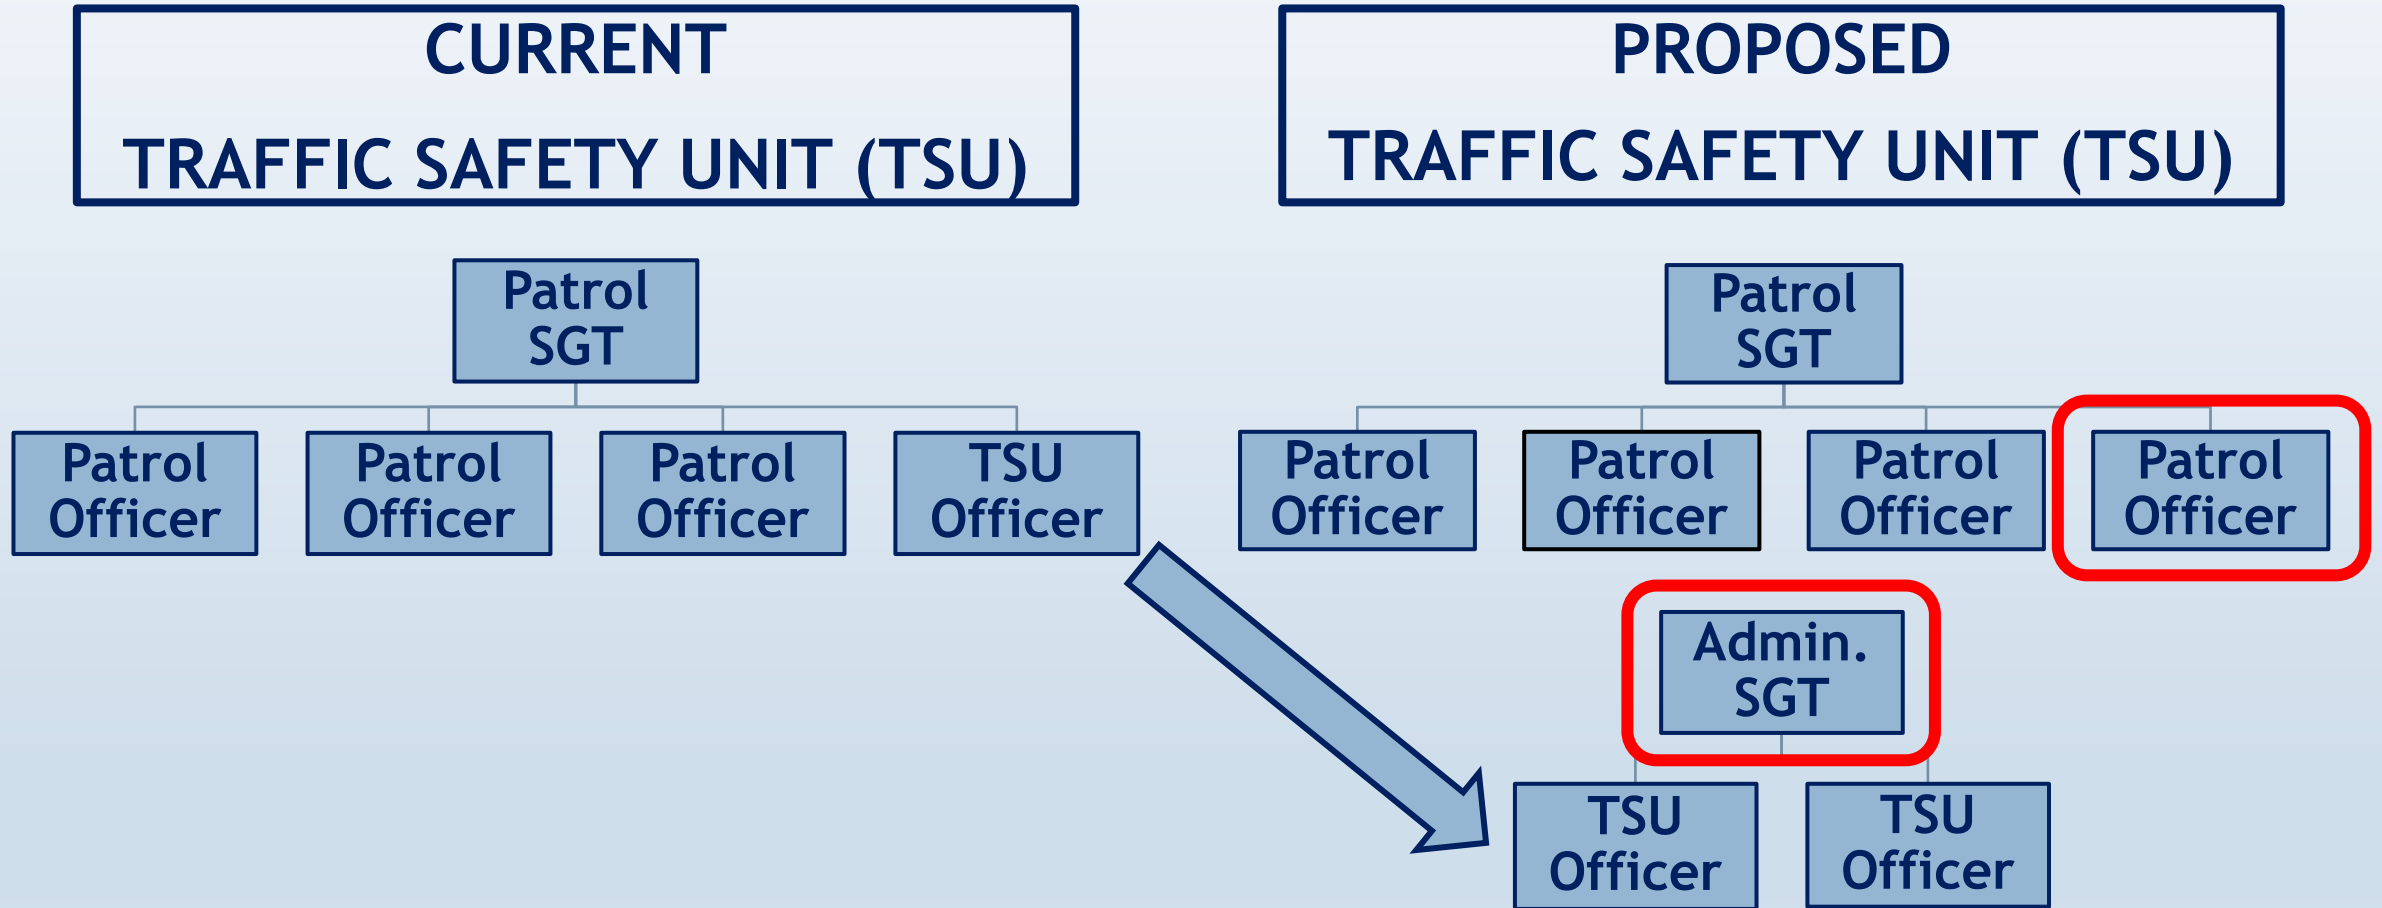 CURRENT
TRAFFIC SAFETY UNIT (TSU)
PROPOSED
TRAFFIC SAFETY UNIT (TSU)
Patrol
SGT
Patrol
Officer
Patrol
Officer
Patrol
Officer
TSU
Officer
Patrol
SGT
Patrol
Officer
Patrol
Officer
Patrol
Officer
Patrol
Officer
Admin.
SGT
TSU
Officer
TSU
Officer